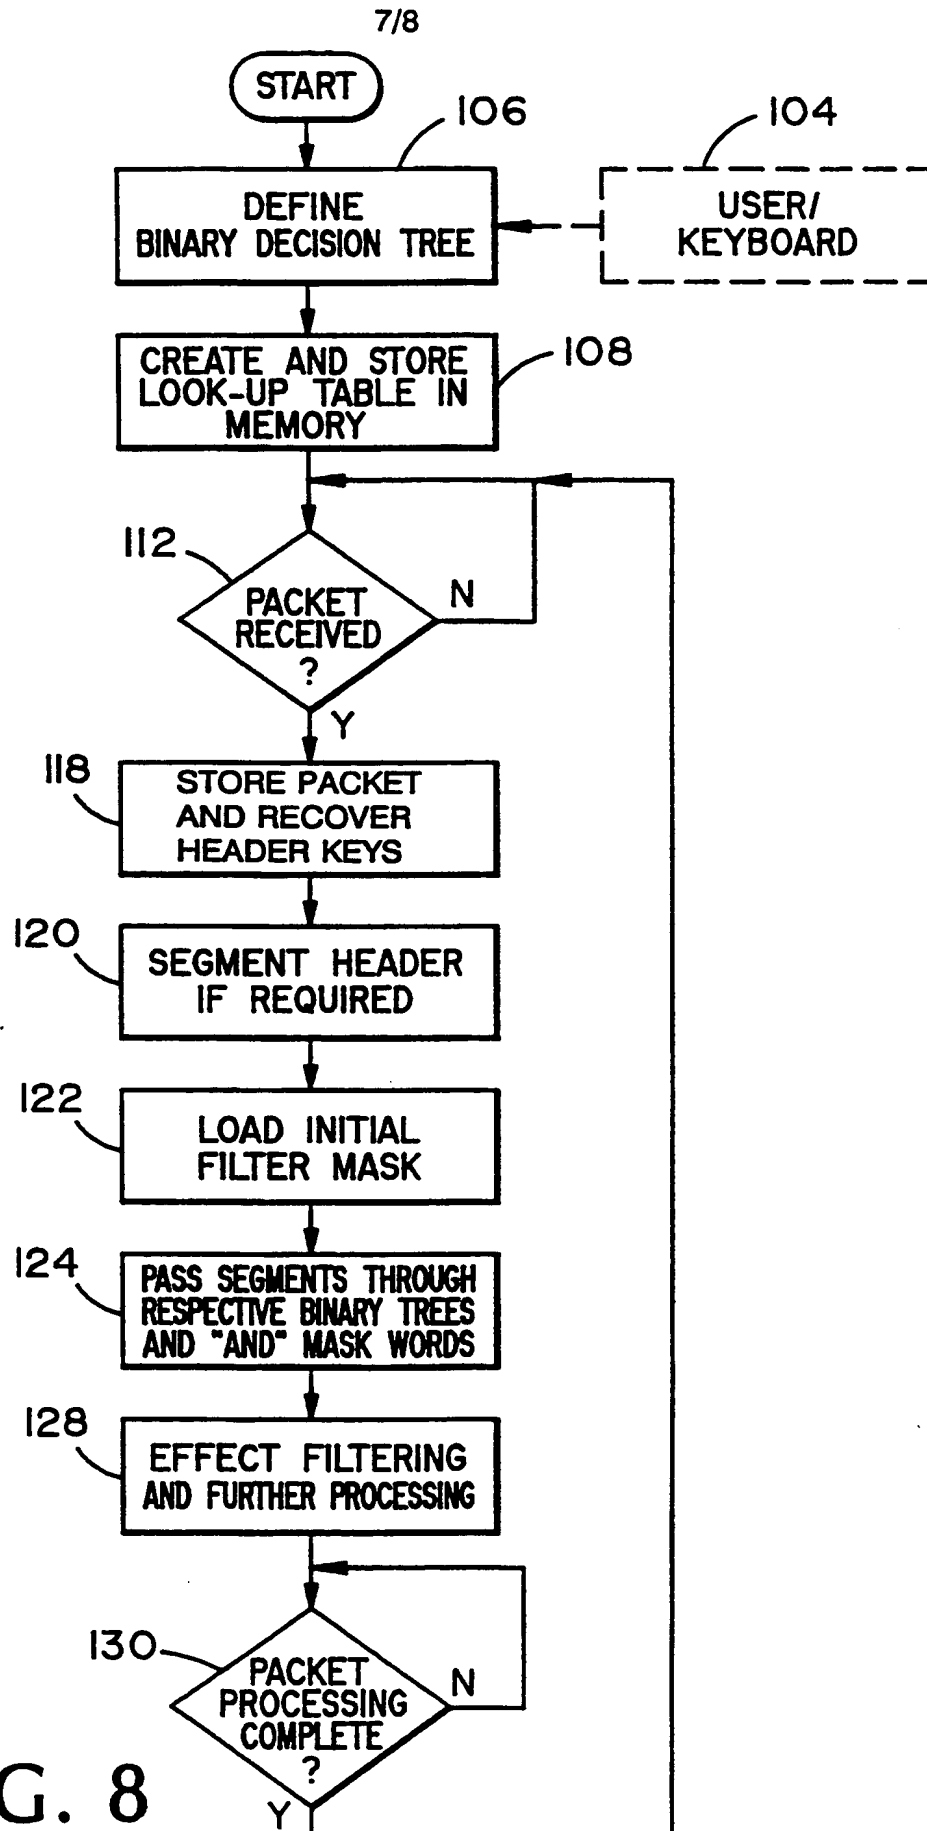 7/8
START
106
104
DEFINE
BINARY DECISION TREE
USER/
KEYBOARD
CREATE AND STORE
LOOK-UP TABLE IN
MEMORY
108
112
PACKET
RECEIVED
?
N
Y
118
STORE PACKET
AND RECOVER
HEADER KEYS
120
SEGMENT HEADER
IF REQUIRED
122
LOAD INITIAL
FILTER MASK
124
PASS SEGMENTS THROUGH
RESPECTIVE BINARY TREES
AND "AND" MASK WORDS
128
EFFECT FILTERING
AND FURTHER PROCESSING
130
PACKET
PROCESSING
COMPLETE
?
N
Y
G. 8